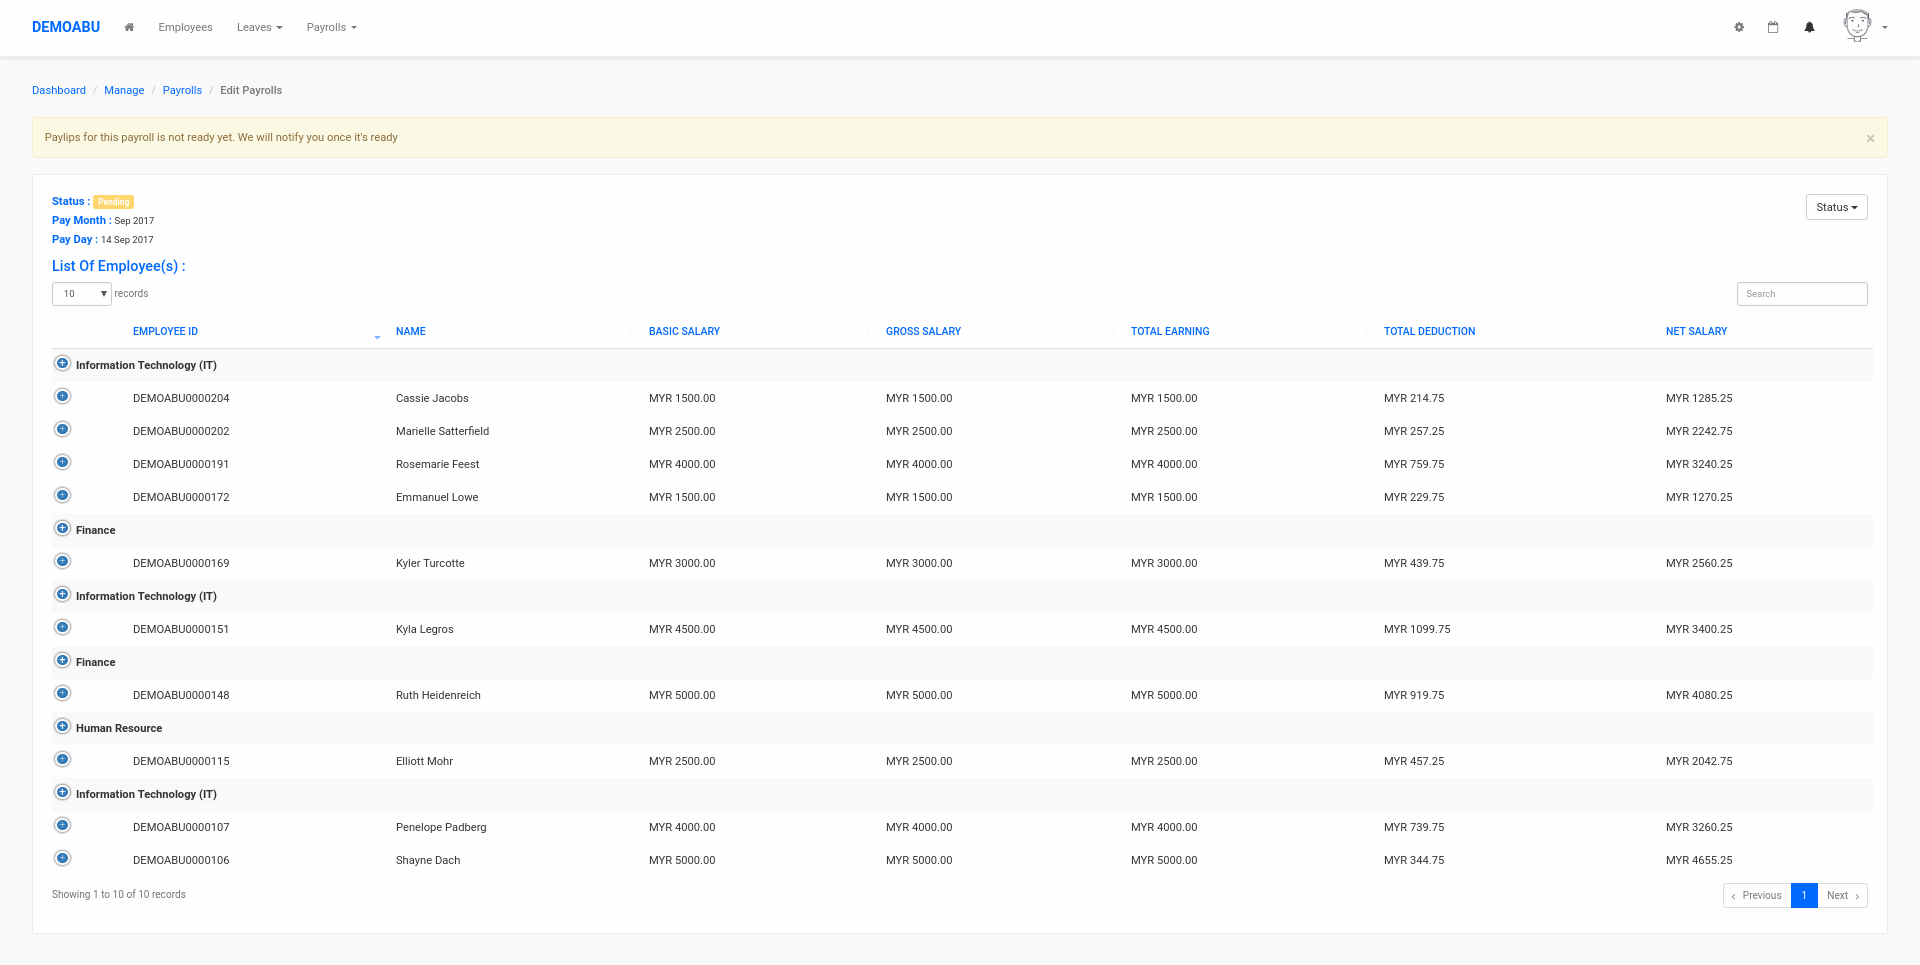 DEMOABU Employees Leaves Payrolls
Dashboard / Manage / Payrolls / Edit Payrolls
Paylips for this payroll is not ready yet. We will notify you once it's ready ×
Status : Pending Status
Pay Month : Sep 2017
Pay Day : 14 Sep 2017
List Of Employee(s) :
10 records Search
EMPLOYEE ID NAME BASIC SALARY GROSS SALARY TOTAL EARNING TOTAL DEDUCTION NET SALARY
Information Technology (IT)
DEMOABU0000204 Cassie Jacobs MYR 1500.00 MYR 1500.00 MYR 1500.00 MYR 214.75 MYR 1285.25
DEMOABU0000202 Marielle Satterfield MYR 2500.00 MYR 2500.00 MYR 2500.00 MYR 257.25 MYR 2242.75
DEMOABU0000191 Rosemarie Feest MYR 4000.00 MYR 4000.00 MYR 4000.00 MYR 759.75 MYR 3240.25
DEMOABU0000172 Emmanuel Lowe MYR 1500.00 MYR 1500.00 MYR 1500.00 MYR 229.75 MYR 1270.25
Finance
DEMOABU0000169 Kyler Turcotte MYR 3000.00 MYR 3000.00 MYR 3000.00 MYR 439.75 MYR 2560.25
Information Technology (IT)
DEMOABU0000151 Kyla Legros MYR 4500.00 MYR 4500.00 MYR 4500.00 MYR 1099.75 MYR 3400.25
Finance
DEMOABU0000148 Ruth Heidenreich MYR 5000.00 MYR 5000.00 MYR 5000.00 MYR 919.75 MYR 4080.25
Human Resource
DEMOABU0000115 Elliott Mohr MYR 2500.00 MYR 2500.00 MYR 2500.00 MYR 457.25 MYR 2042.75
Information Technology (IT)
DEMOABU0000107 Penelope Padberg MYR 4000.00 MYR 4000.00 MYR 4000.00 MYR 739.75 MYR 3260.25
DEMOABU0000106 Shayne Dach MYR 5000.00 MYR 5000.00 MYR 5000.00 MYR 344.75 MYR 4655.25
Showing 1 to 10 of 10 records ‹ Previous 1 Next ›